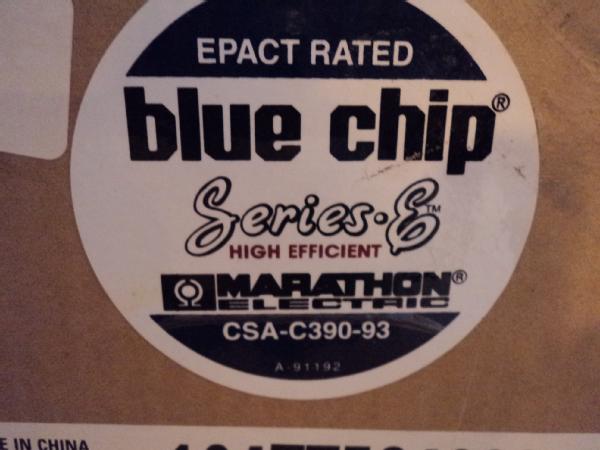 EPACT RATED
blue chip®
Series·E™
HIGH EFFICIENT
MARATHON®
ELECTRIC
CSA-C390-93
A-91192
E IN CHINA